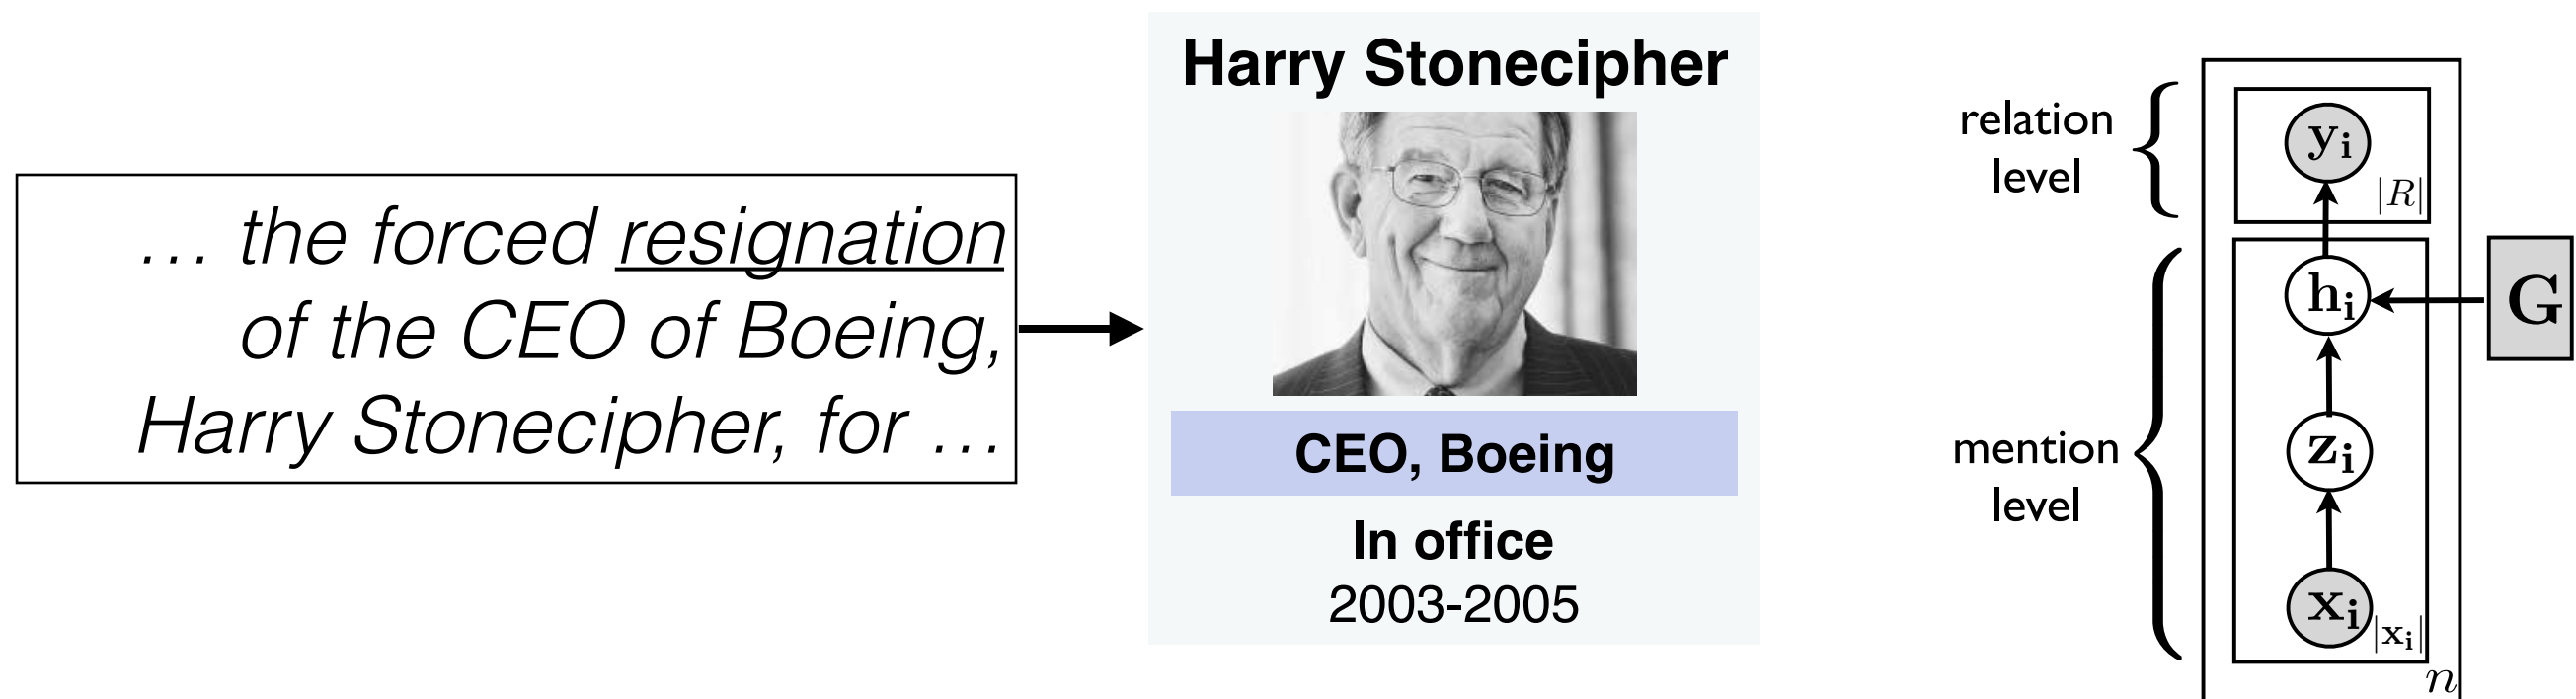 … the forced resignation
of the CEO of Boeing,
Harry Stonecipher, for …
Harry Stonecipher
CEO, Boeing
In office
2003-2005
relation
level
mention
level
yᵢ
|R|
hᵢ
G
zᵢ
xᵢ
|xᵢ|
n